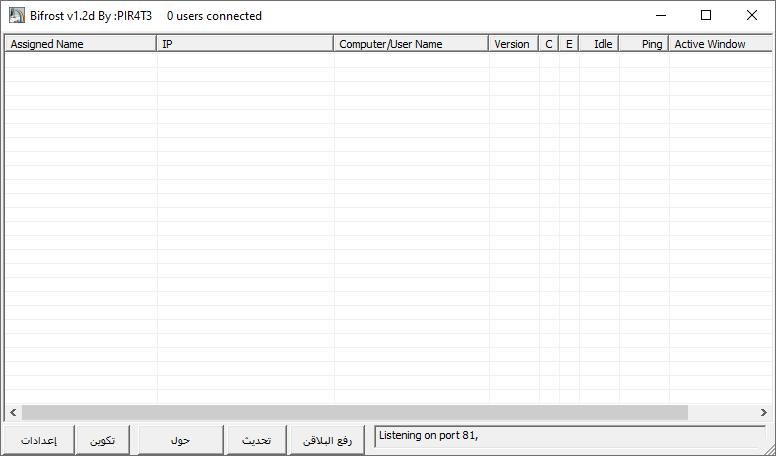 Bifrost v1.2d By :PIR4T3 0 users connected
Assigned Name IP Computer/User Name Version C E Idle Ping Active Window
إعدادات تكوين حول تحديث رفع البلاقن Listening on port 81,